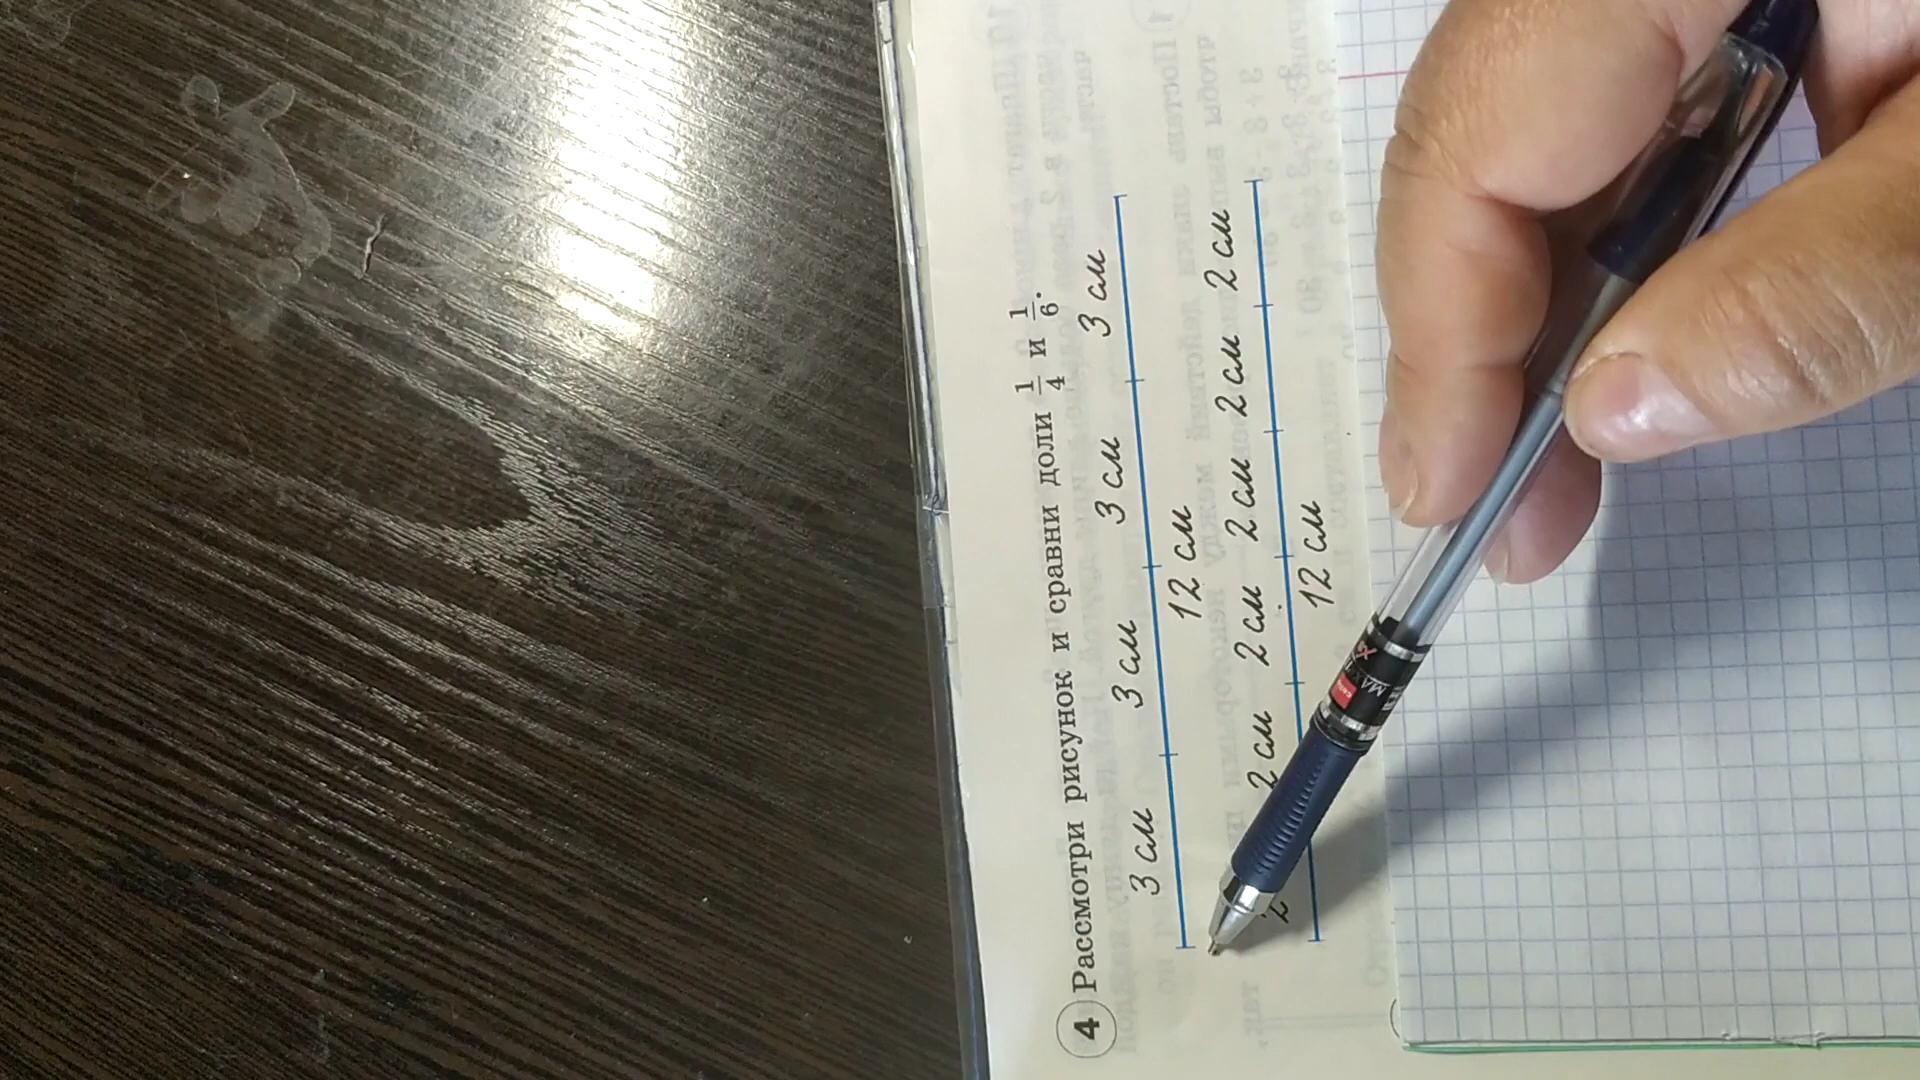 4 Рассмотри рисунок и сравни доли 1/4 и 1/6.
3 см 3 см 3 см 3 см
12 см
2 2 см 2 см 2 см 2 см 2 см
12 см